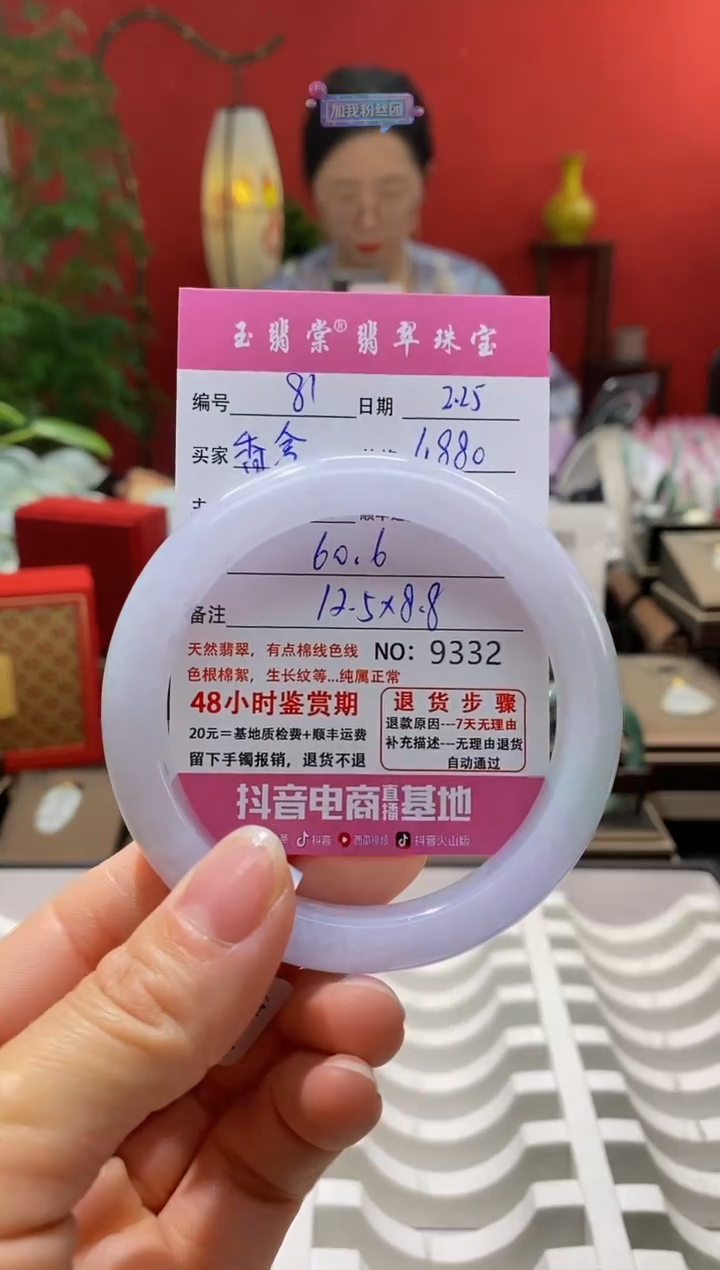 加我粉丝团
玉翡棠®翡翠珠宝
编号 81 日期 2.25
买家 1,880
60.6
备注 12.5×8.8
天然翡翠，有点棉线色线 NO: 9332
色根棉絮，生长纹等...纯属正常
48小时鉴赏期
20元=基地质检费+顺丰运费
留下手镯报销，退货不退
退货步骤
退款原因---7天无理由
补充描述---无理由退货
自动通过
抖音电商直播基地
抖音 西瓜视频 抖音火山版